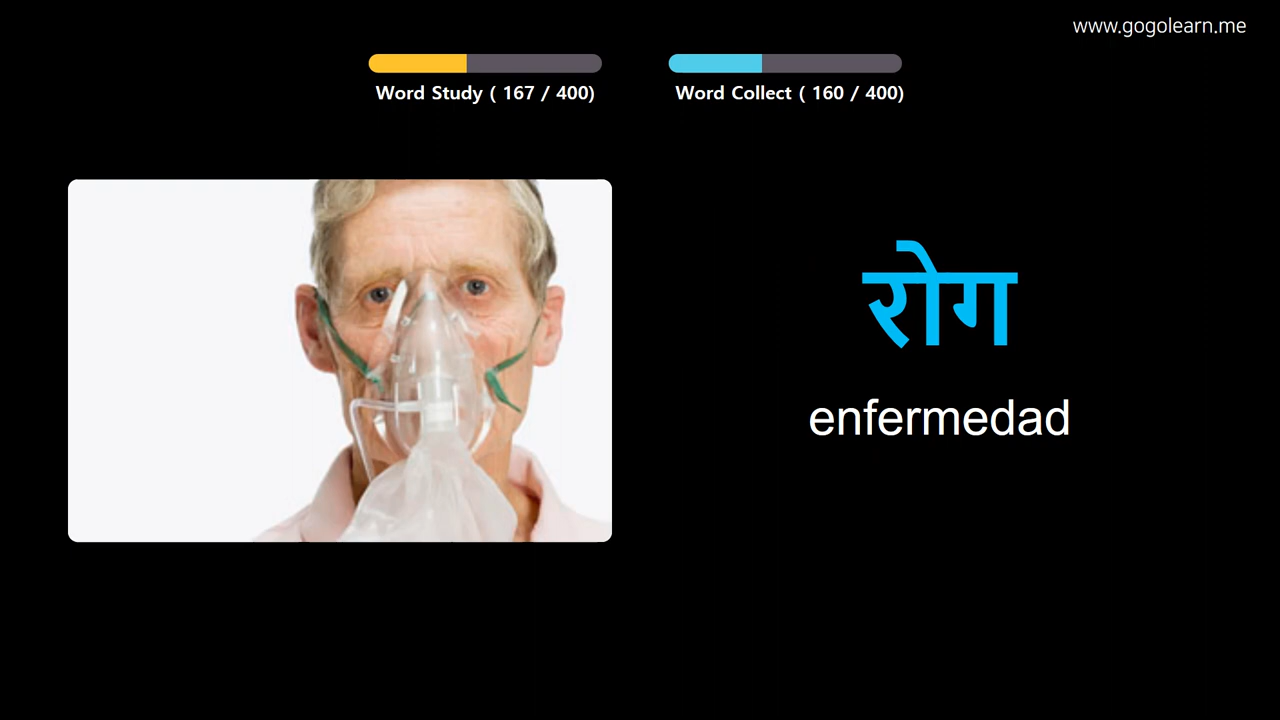 www.gogolearn.me
Word Study ( 167 / 400)
Word Collect ( 160 / 400)
रोग
enfermedad